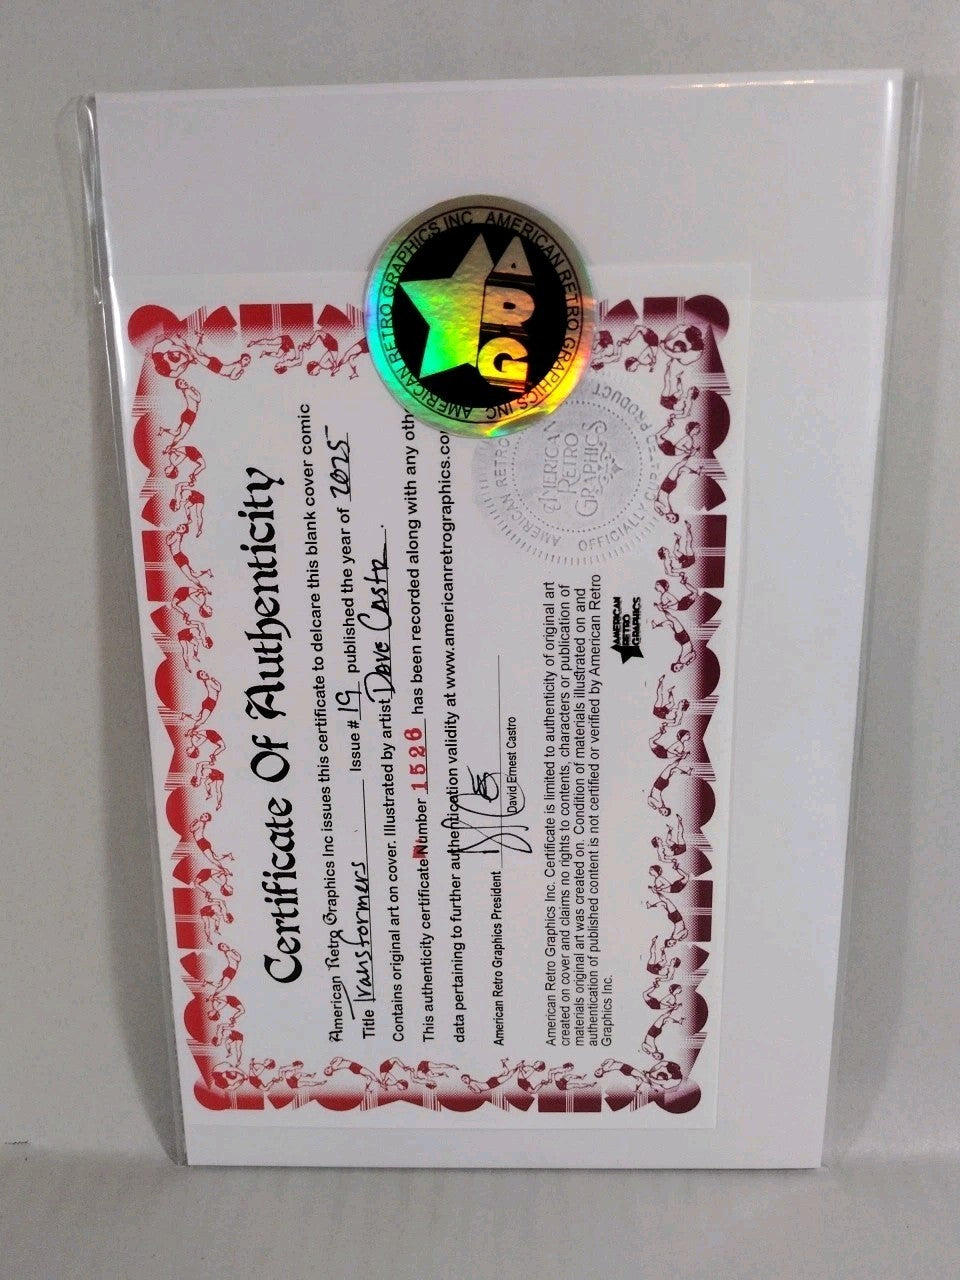 Certificate Of Authenticity
American Retro Graphics Inc issues this certificate to delcare this blank cover comic
Title Transformers Issue # 19 published the year of 2025
Contains original art on cover. Illustrated by artist Dave Castr.
This authenticity certificate Number 1526 has been recorded along with any oth
data pertaining to further authentication validity at www.americanretrographics.co
American Retro Graphics President
David Ernest Castro
American Retro Graphics Inc. Certificate is limited to authenticity of original art
created on cover and claims no rights to contents, characters or publication of
materials original art was created on. Condition of materials illustrated on and
authentication of published content is not certified or verified by American Retro
Graphics Inc.
AMERICAN
RETRO
GRAPHICS
AMERICAN RETRO GRAPHICS INC AMERICAN RETRO GRAPHICS INC
AMERICAN
RETRO
GRAPHICS
AMERICAN RETRO
OFFICIALLY
PRODUCT